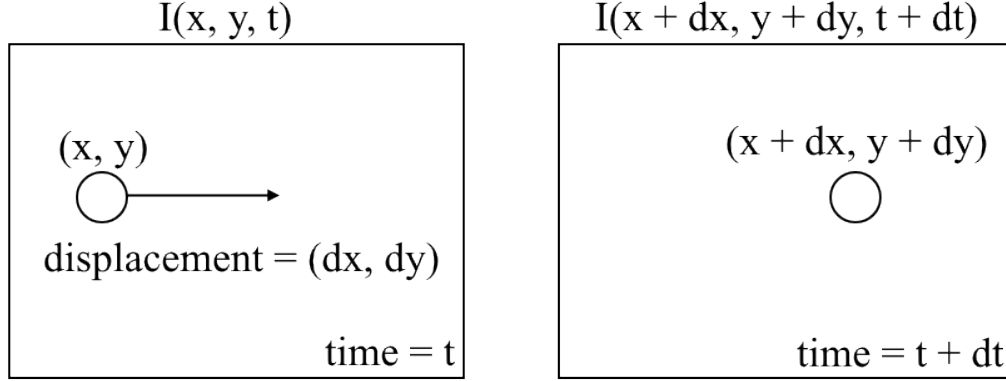 I(x, y, t)
(x, y)
displacement = (dx, dy)
time = t
I(x + dx, y + dy, t + dt)
(x + dx, y + dy)
time = t + dt